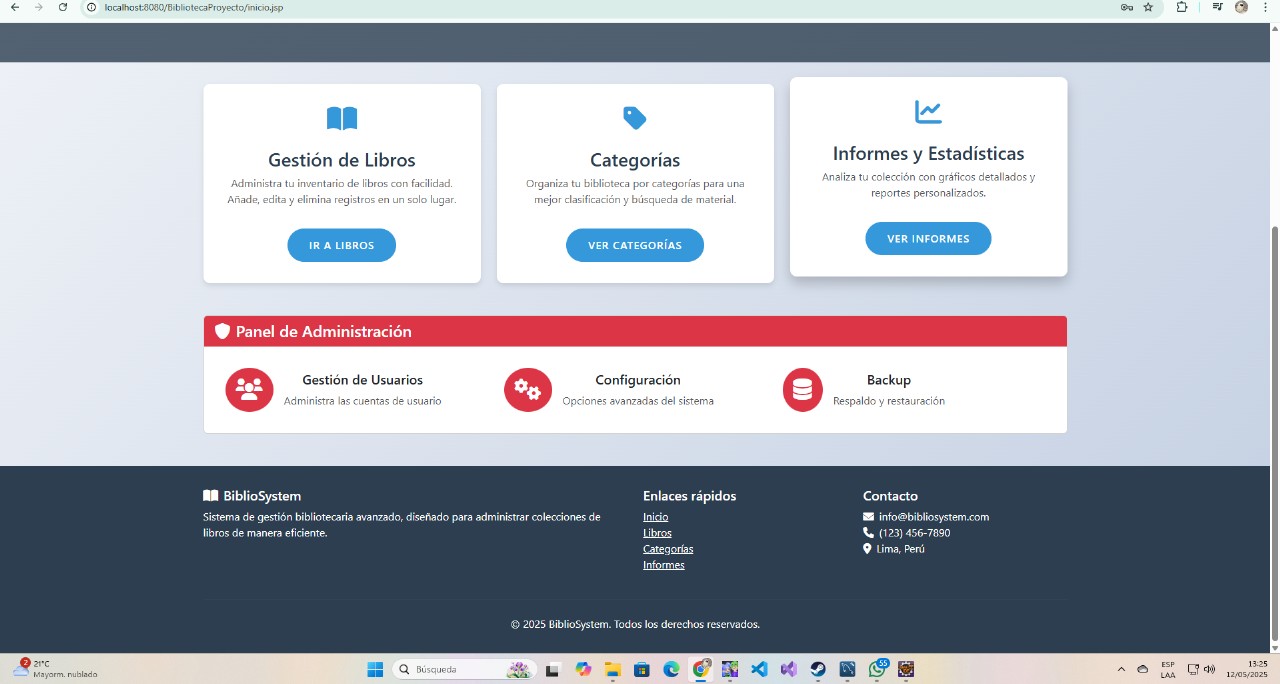 localhost:8080/BibliotecaProyecto/inicio.jsp
Gestión de Libros
Administra tu inventario de libros con facilidad.
Añade, edita y elimina registros en un solo lugar.
IR A LIBROS
Categorías
Organiza tu biblioteca por categorías para una
mejor clasificación y búsqueda de material.
VER CATEGORÍAS
Informes y Estadísticas
Analiza tu colección con gráficos detallados y
reportes personalizados.
VER INFORMES
Panel de Administración
Gestión de Usuarios
Administra las cuentas de usuario
Configuración
Opciones avanzadas del sistema
Backup
Respaldo y restauración
BiblioSystem
Sistema de gestión bibliotecaria avanzado, diseñado para administrar colecciones de
libros de manera eficiente.
Enlaces rápidos
Inicio
Libros
Categorías
Informes
Contacto
info@bibliosystem.com
(123) 456-7890
Lima, Perú
© 2025 BiblioSystem. Todos los derechos reservados.
2
21°C
Mayorm. nublado
Búsqueda
55
ESP
LAA
13:25
12/05/2025